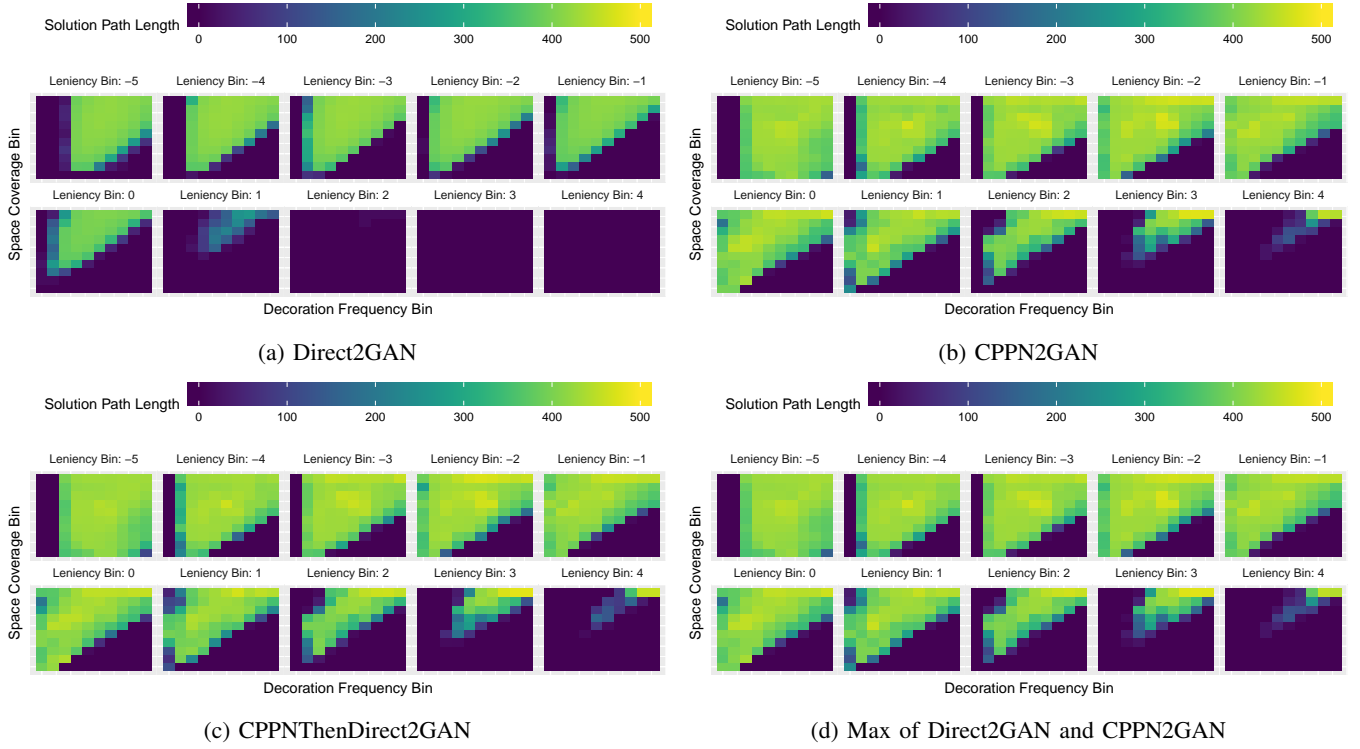 Solution Path Length
0 100 200 300 400 500
Leniency Bin: −5 Leniency Bin: −4 Leniency Bin: −3 Leniency Bin: −2 Leniency Bin: −1
Leniency Bin: 0 Leniency Bin: 1 Leniency Bin: 2 Leniency Bin: 3 Leniency Bin: 4
Space Coverage Bin
Decoration Frequency Bin
(a) Direct2GAN
Solution Path Length
0 100 200 300 400 500
Leniency Bin: −5 Leniency Bin: −4 Leniency Bin: −3 Leniency Bin: −2 Leniency Bin: −1
Leniency Bin: 0 Leniency Bin: 1 Leniency Bin: 2 Leniency Bin: 3 Leniency Bin: 4
Space Coverage Bin
Decoration Frequency Bin
(b) CPPN2GAN
Solution Path Length
0 100 200 300 400 500
Leniency Bin: −5 Leniency Bin: −4 Leniency Bin: −3 Leniency Bin: −2 Leniency Bin: −1
Leniency Bin: 0 Leniency Bin: 1 Leniency Bin: 2 Leniency Bin: 3 Leniency Bin: 4
Space Coverage Bin
Decoration Frequency Bin
(c) CPPNThenDirect2GAN
Solution Path Length
0 100 200 300 400 500
Leniency Bin: −5 Leniency Bin: −4 Leniency Bin: −3 Leniency Bin: −2 Leniency Bin: −1
Leniency Bin: 0 Leniency Bin: 1 Leniency Bin: 2 Leniency Bin: 3 Leniency Bin: 4
Space Coverage Bin
Decoration Frequency Bin
(d) Max of Direct2GAN and CPPN2GAN